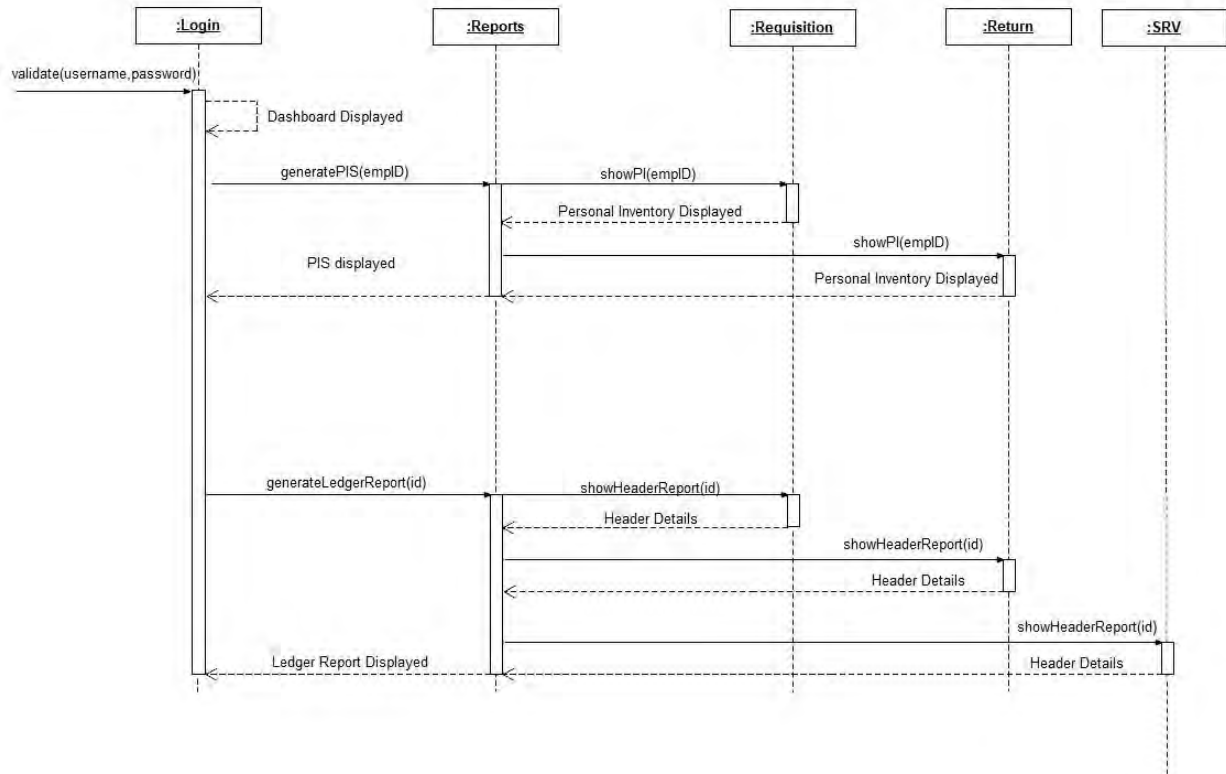 :Login
:Reports
:Requisition
:Return
:SRV
validate(username,password)
Dashboard Displayed
generatePIS(empID)
showPI(empID)
Personal Inventory Displayed
showPI(empID)
PIS displayed
Personal Inventory Displayed
generateLedgerReport(id)
showHeaderReport(id)
Header Details
showHeaderReport(id)
Header Details
showHeaderReport(id)
Ledger Report Displayed
Header Details